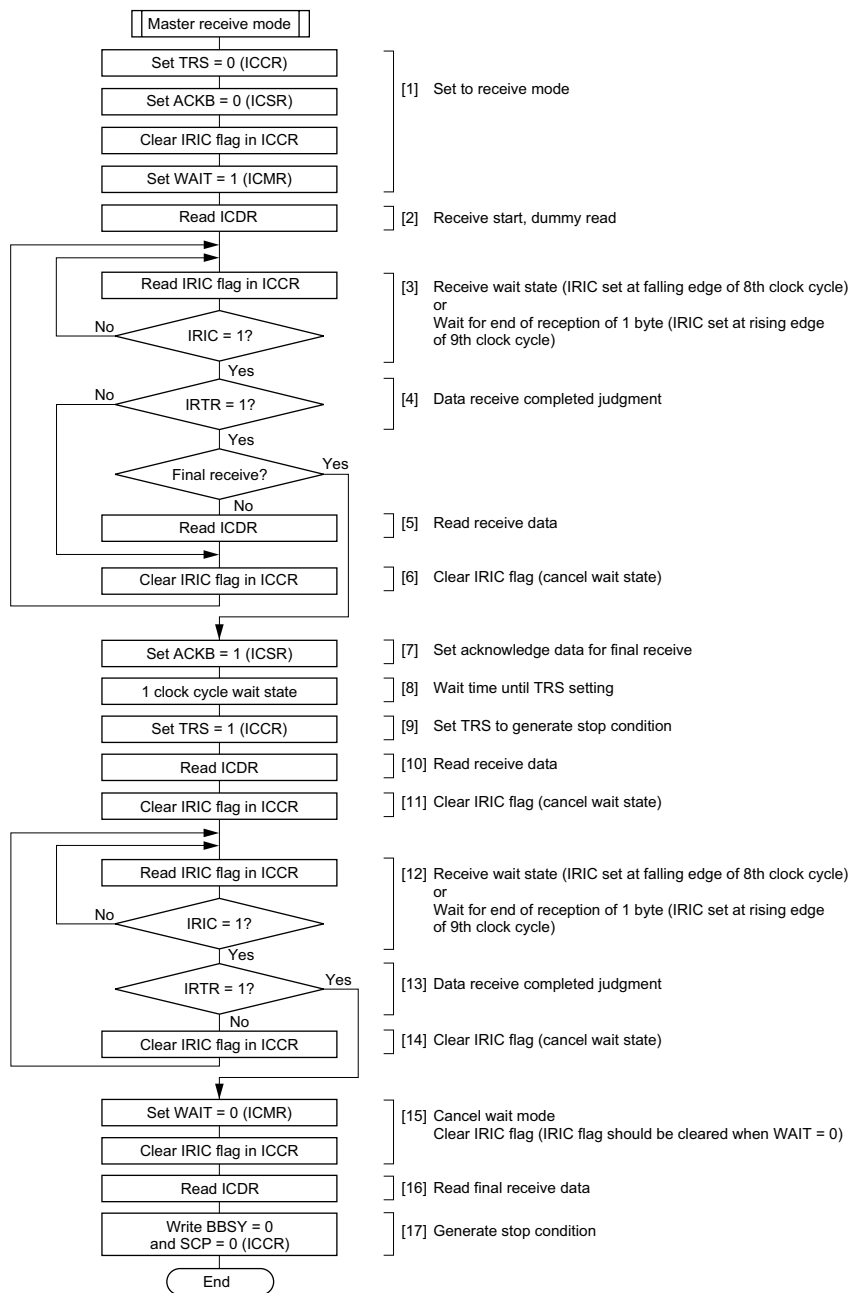 Master receive mode
Set TRS = 0 (ICCR)
Set ACKB = 0 (ICSR)
Clear IRIC flag in ICCR
Set WAIT = 1 (ICMR)
[1] Set to receive mode
Read ICDR
[2] Receive start, dummy read
Read IRIC flag in ICCR
[3] Receive wait state (IRIC set at falling edge of 8th clock cycle)
or
Wait for end of reception of 1 byte (IRIC set at rising edge
of 9th clock cycle)
No
IRIC = 1?
Yes
No
IRTR = 1?
[4] Data receive completed judgment
Yes
Final receive?
Yes
No
Read ICDR
[5] Read receive data
Clear IRIC flag in ICCR
[6] Clear IRIC flag (cancel wait state)
Set ACKB = 1 (ICSR)
[7] Set acknowledge data for final receive
1 clock cycle wait state
[8] Wait time until TRS setting
Set TRS = 1 (ICCR)
[9] Set TRS to generate stop condition
Read ICDR
[10] Read receive data
Clear IRIC flag in ICCR
[11] Clear IRIC flag (cancel wait state)
Read IRIC flag in ICCR
[12] Receive wait state (IRIC set at falling edge of 8th clock cycle)
or
Wait for end of reception of 1 byte (IRIC set at rising edge
of 9th clock cycle)
No
IRIC = 1?
Yes
IRTR = 1?
Yes
[13] Data receive completed judgment
No
Clear IRIC flag in ICCR
[14] Clear IRIC flag (cancel wait state)
Set WAIT = 0 (ICMR)
[15] Cancel wait mode
Clear IRIC flag (IRIC flag should be cleared when WAIT = 0)
Clear IRIC flag in ICCR
Read ICDR
[16] Read final receive data
Write BBSY = 0
and SCP = 0 (ICCR)
[17] Generate stop condition
End